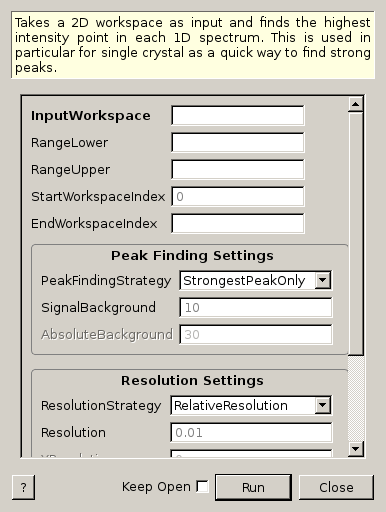 Takes a 2D workspace as input and finds the highest
intensity point in each 1D spectrum. This is used in
particular for single crystal as a quick way to find strong
peaks.
InputWorkspace
RangeLower
RangeUpper
StartWorkspaceIndex 0
EndWorkspaceIndex
Peak Finding Settings
PeakFindingStrategy StrongestPeakOnly
SignalBackground 10
AbsoluteBackground 30
Resolution Settings
ResolutionStrategy RelativeResolution
Resolution 0.01
? Keep Open Run Close